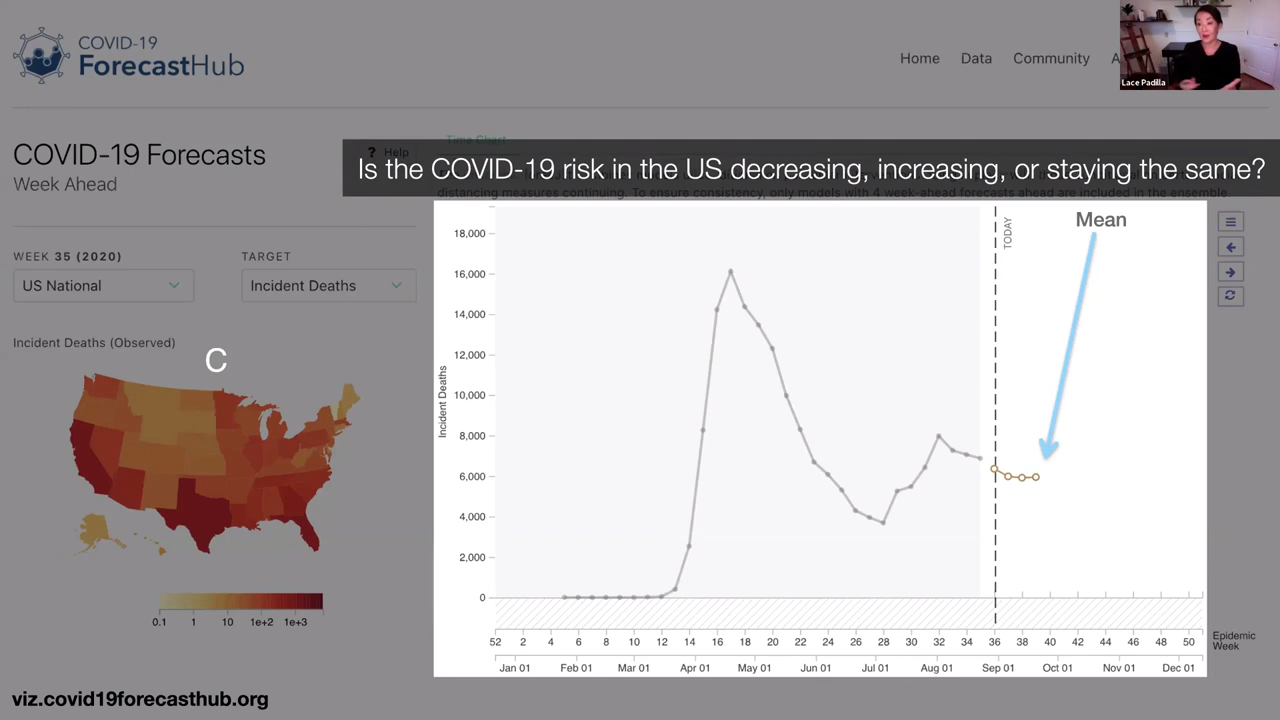 COVID-19
ForecastHub
Home Data Community A
Lace Padilla
COVID-19 Forecasts
Week Ahead
? Help
Time Chart
Is the COVID-19 risk in the US decreasing, increasing, or staying the same?
distancing measures continuing. To ensure consistency, only models with 4 week-ahead forecasts ahead are included in the ensemble.
WEEK 35 (2020)
TARGET
US National
Incident Deaths
Incident Deaths (Observed)
C
0.1 1 10 1e+2 1e+3
Mean
TODAY
Incident Deaths
18,000
16,000
14,000
12,000
10,000
8,000
6,000
4,000
2,000
0
52 2 4 6 8 10 12 14 16 18 20 22 24 26 28 30 32 34 36 38 40 42 44 46 48 50
Epidemic
Week
Jan 01 Feb 01 Mar 01 Apr 01 May 01 Jun 01 Jul 01 Aug 01 Sep 01 Oct 01 Nov 01 Dec 01
viz.covid19forecasthub.org